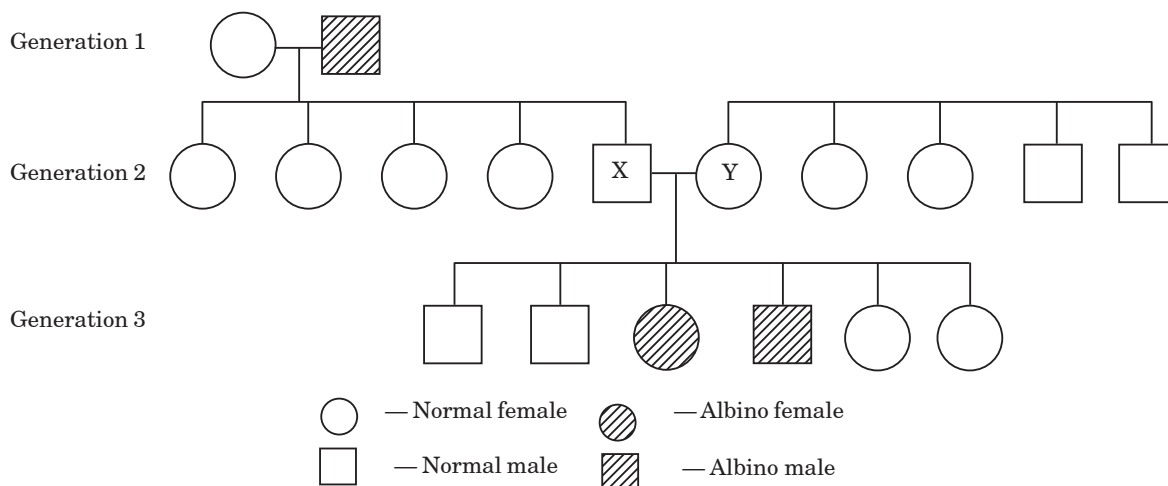 Generation 1
Generation 2
X
Y
Generation 3
— Normal female
— Albino female
— Normal male
— Albino male